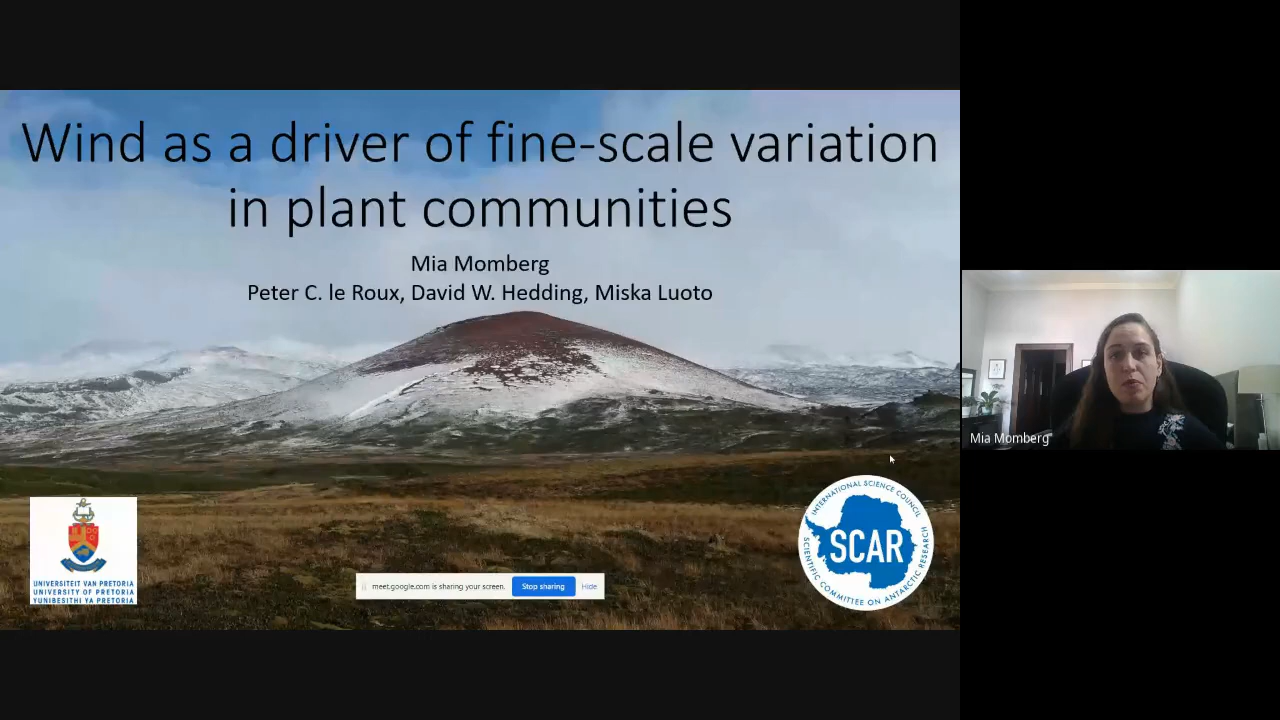 Wind as a driver of fine-scale variation
in plant communities
Mia Momberg
Peter C. le Roux, David W. Hedding, Miska Luoto
Mia Momberg
UNIVERSITEIT VAN PRETORIA
UNIVERSITY OF PRETORIA
YUNIBESITHI YA PRETORIA
meet.google.com is sharing your screen.
Stop sharing
Hide
INTERNATIONAL SCIENCE COUNCIL
SCAR
SCIENTIFIC COMMITTEE ON ANTARCTIC RESEARCH